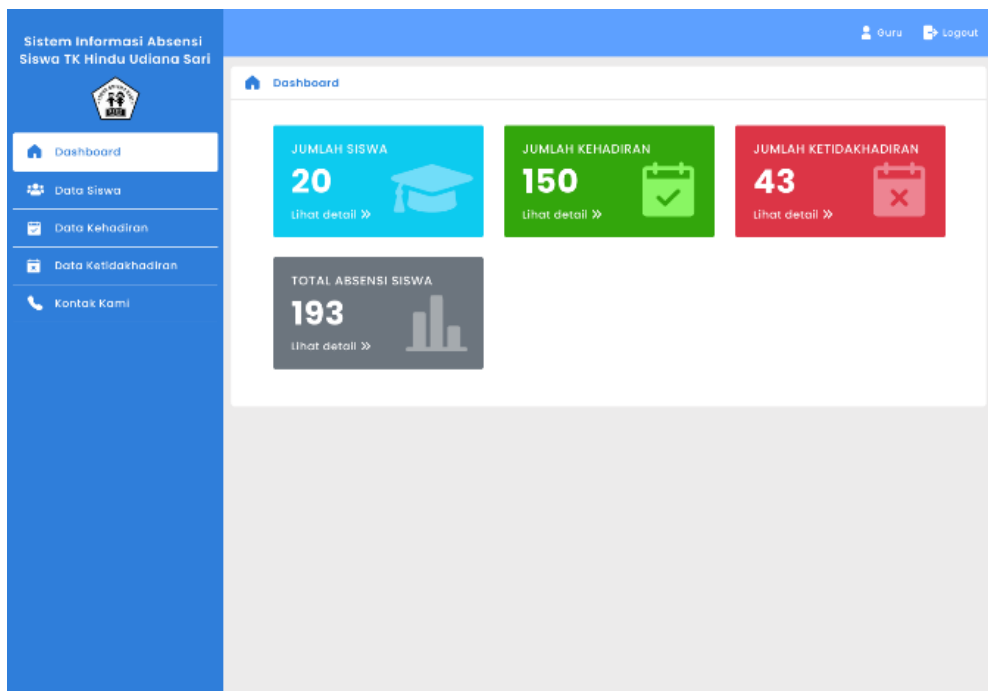 Sistem Informasi Absensi
Siswa TK Hindu Udiana Sari
Guru
Logout
Dashboard
Data Siswa
Data Kehadiran
Data Ketidakhadiran
Kontak Kami
Dashboard
JUMLAH SISWA
20
Lihat detail »
JUMLAH KEHADIRAN
150
Lihat detail »
JUMLAH KETIDAKHADIRAN
43
Lihat detail »
TOTAL ABSENSI SISWA
193
Lihat detail »